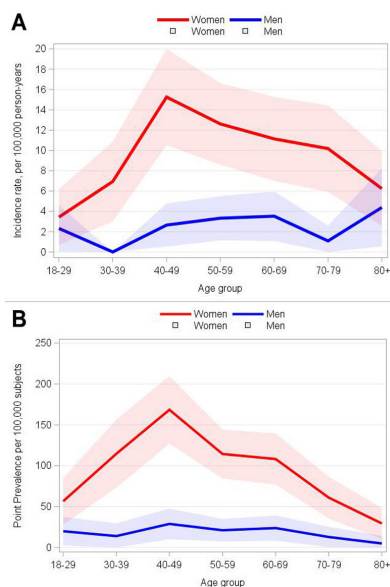 A
Women Men
Women Men
Incidence rate, per 100,000 person-years
20
18
16
14
12
10
8
6
4
2
0
18-29 30-39 40-49 50-59 60-69 70-79 80+
Age group
B
Women Men
Women Men
Point Prevalence per 100,000 subjects
250
200
150
100
50
0
18-29 30-39 40-49 50-59 60-69 70-79 80+
Age group